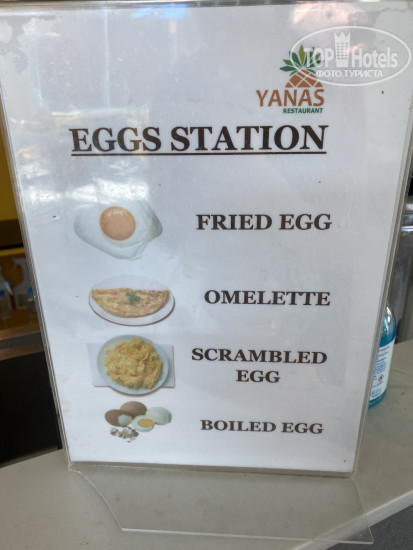 TOP Hotels
ФОТО ТУРИСТА
YANAS
RESTAURANT
EGGS STATION
FRIED EGG
OMELETTE
SCRAMBLED
EGG
BOILED EGG